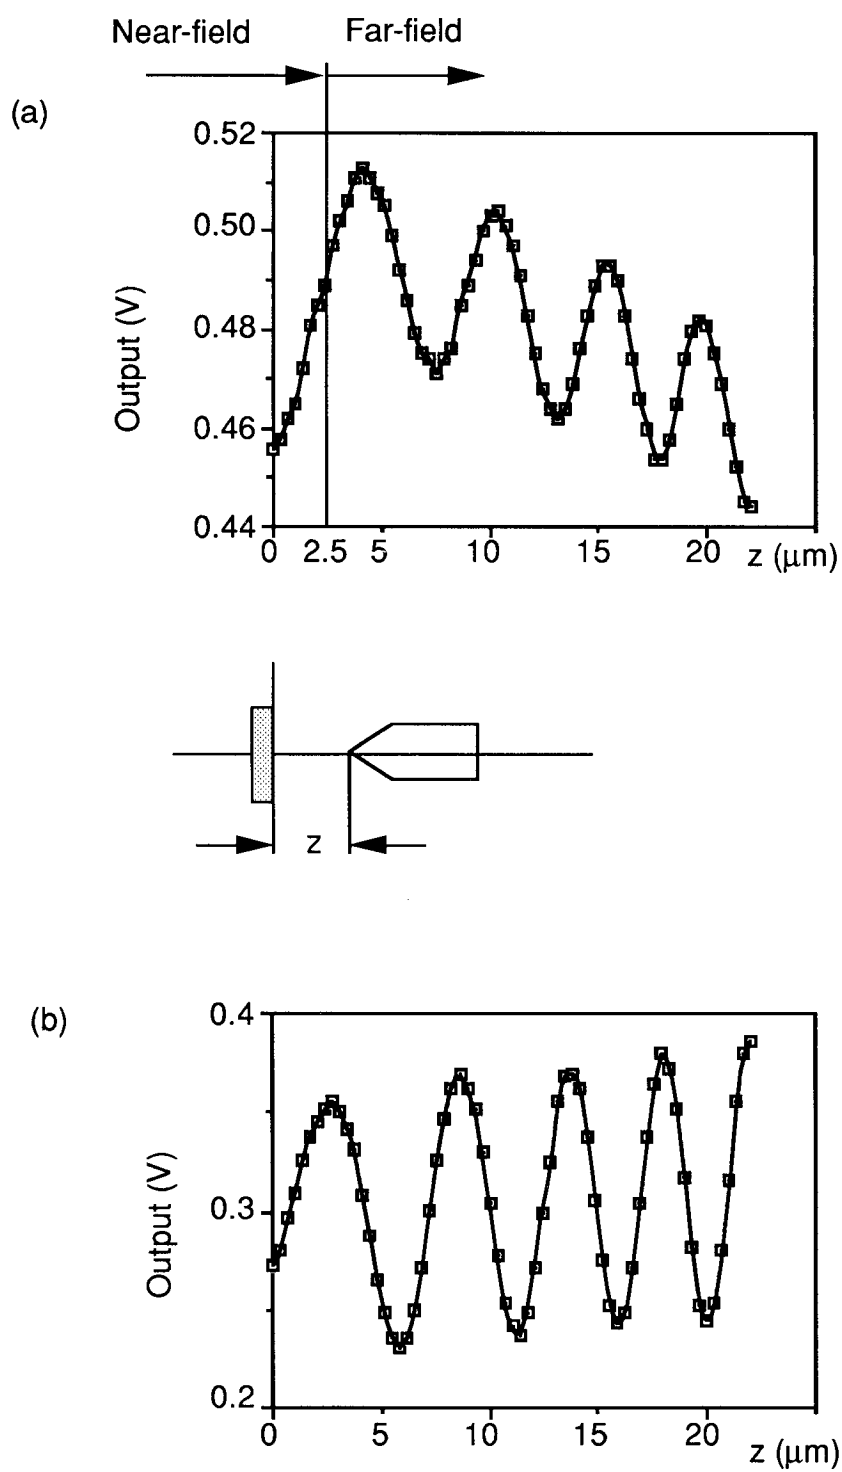 Near-field Far-field
(a)
0.52
0.50
0.48
0.46
0.44
Output (V)
0 2.5 5 10 15 20 z (μm)
z
(b)
0.4
0.3
0.2
Output (V)
0 5 10 15 20 z (μm)